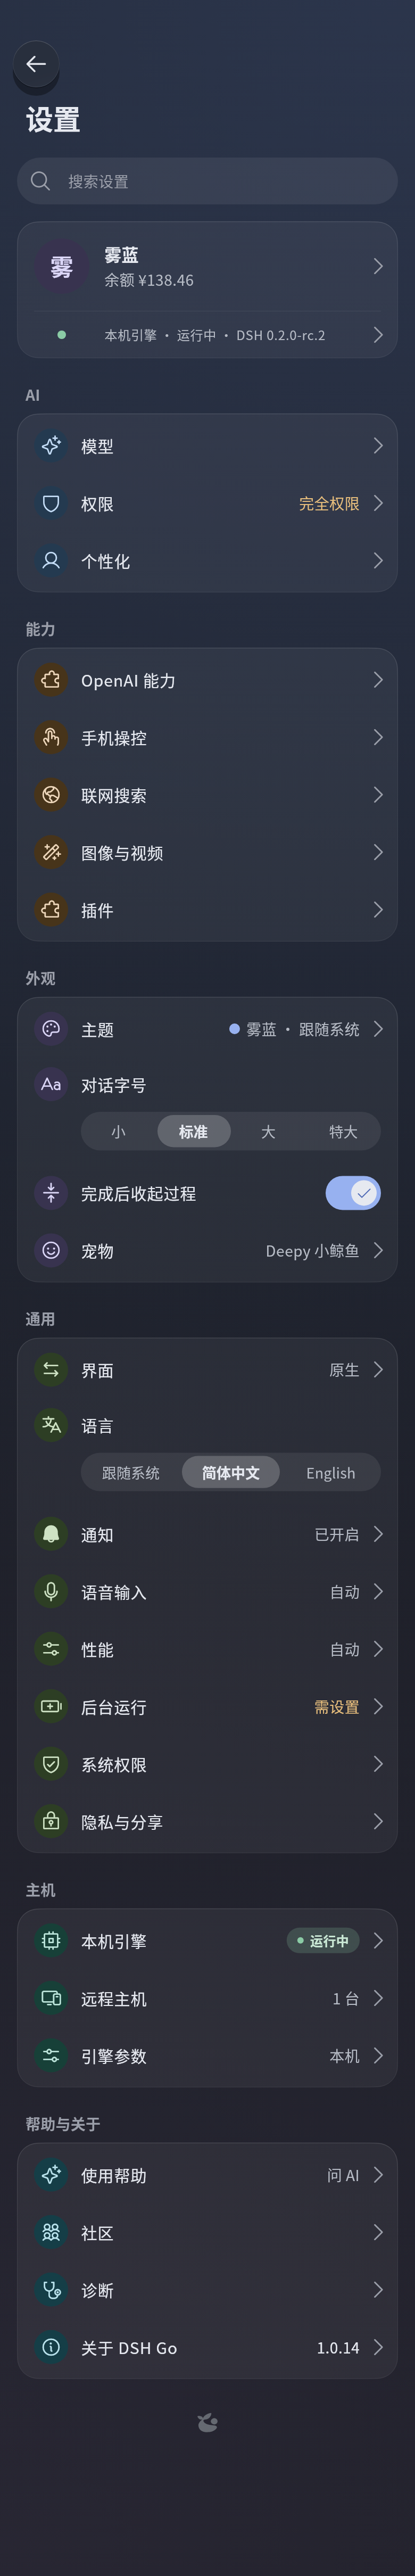 设置
搜索设置
雾
雾蓝
余额 ¥138.46
本机引擎 · 运行中 · DSH 0.2.0-rc.2
AI
模型
权限 完全权限
个性化
能力
OpenAI 能力
手机操控
联网搜索
图像与视频
插件
外观
主题 雾蓝 · 跟随系统
Aa 对话字号
小 标准 大 特大
完成后收起过程
宠物 Deepy 小鲸鱼
通用
界面 原生
语言
跟随系统 简体中文 English
通知 已开启
语音输入 自动
性能 自动
后台运行 需设置
系统权限
隐私与分享
主机
本机引擎 运行中
远程主机 1 台
引擎参数 本机
帮助与关于
使用帮助 问 AI
社区
诊断
关于 DSH Go 1.0.14